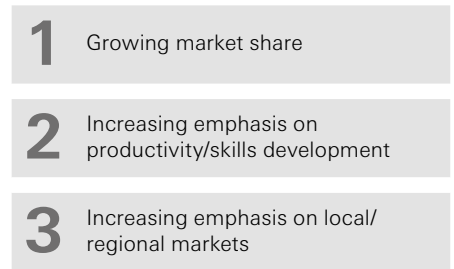 1 Growing market share
2 Increasing emphasis on
productivity/skills development
3 Increasing emphasis on local/
regional markets